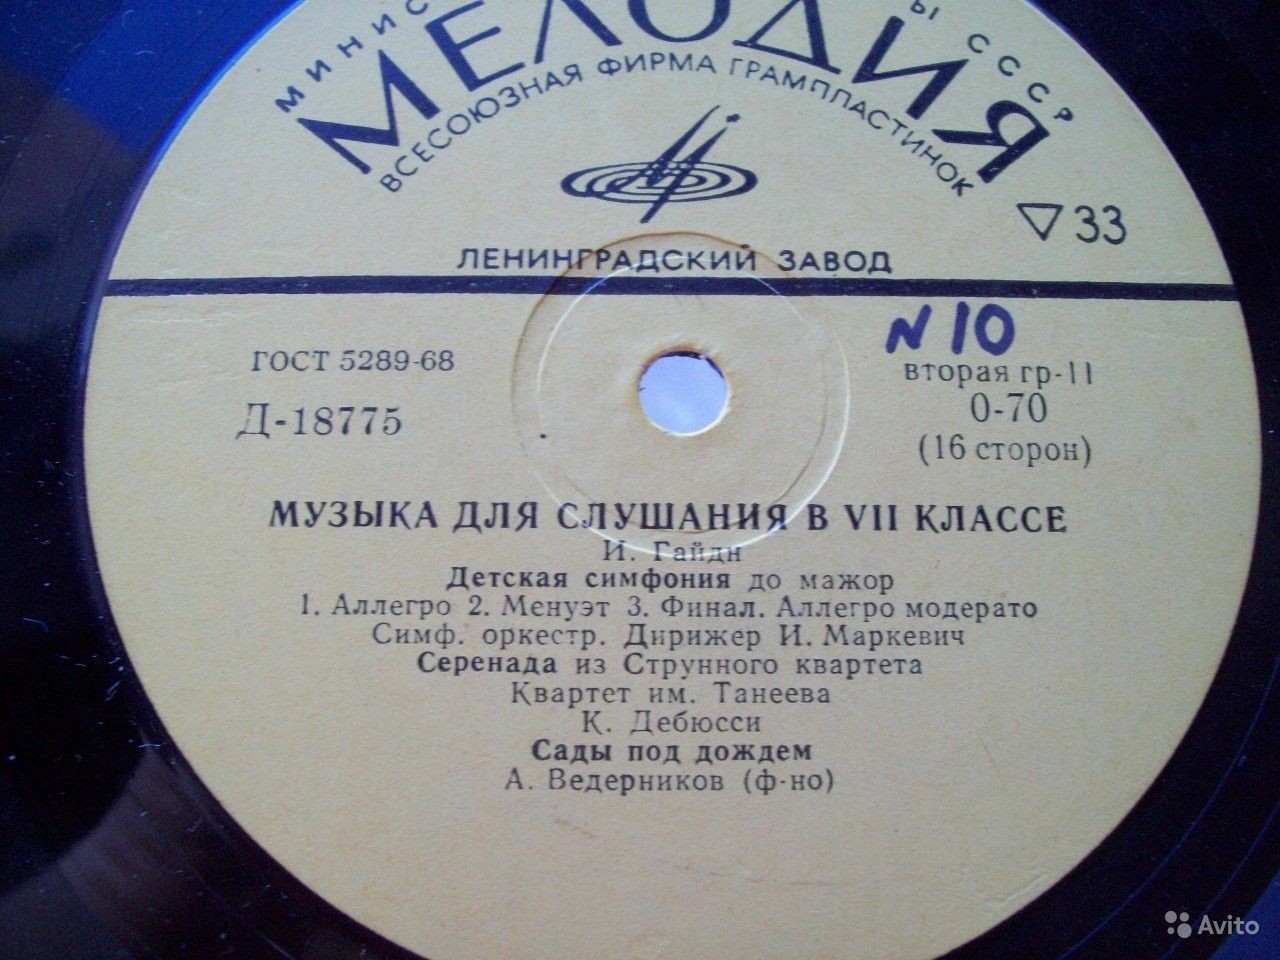 СССР
МЕЛОДИЯ
ВСЕСОЮЗНАЯ ФИРМА ГРАМПЛАСТИНОК
▽ 33
ЛЕНИНГРАДСКИЙ ЗАВОД
N 10
ГОСТ 5289-68
вторая гр-11
Д-18775
0-70
(16 сторон)
МУЗЫКА ДЛЯ СЛУШАНИЯ В VII КЛАССЕ
И. Гайдн
Детская симфония до мажор
1. Аллегро 2. Менуэт 3. Финал. Аллегро модерато
Симф. оркестр. Дирижер И. Маркевич
Серенада из Струнного квартета
Квартет им. Танеева
К. Дебюсси
Сады под дождем
А. Ведерников (ф-но)
Avito